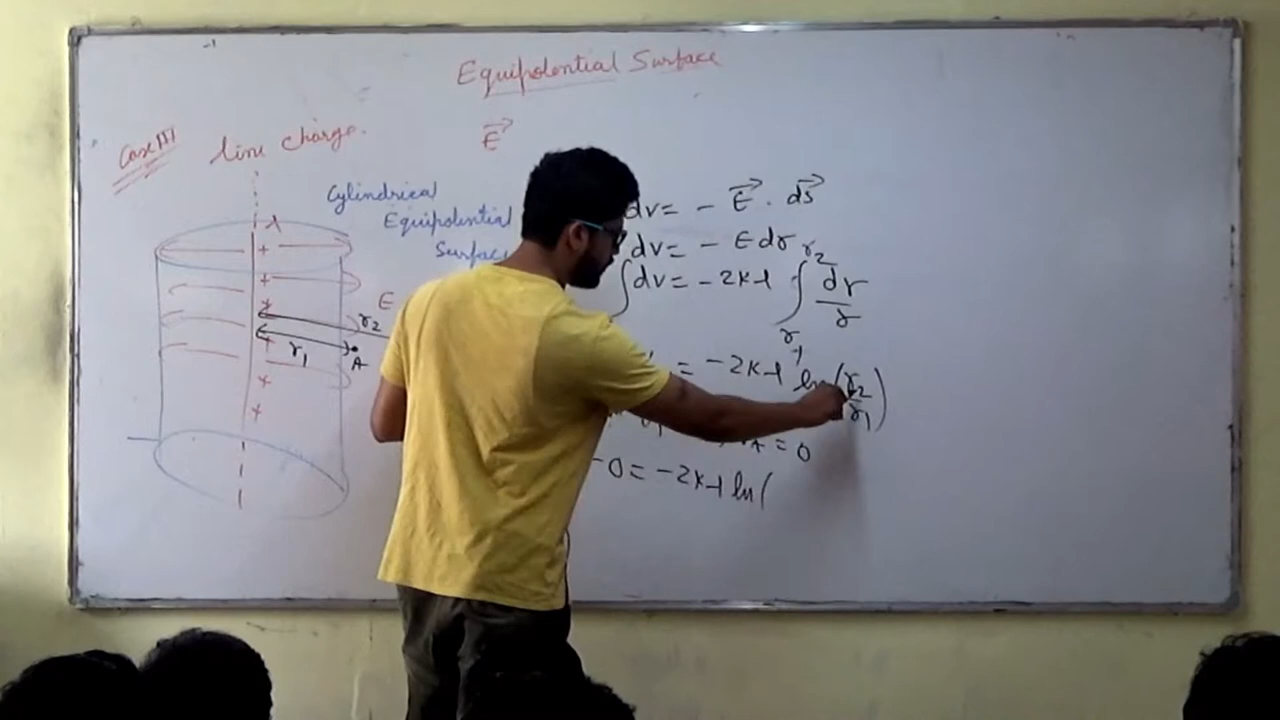 Equipotential Surface
Case III
line charge.
E
Cylindrical
Equipotential
Surface
λ
E
r2
r1
A
dv = - E . ds
dv = - E dr
∫dv = - 2kλ ∫ dr/r
r2
r1
= - 2kλ ln(r2/r1)
VA = 0
- 0 = - 2kλ ln(